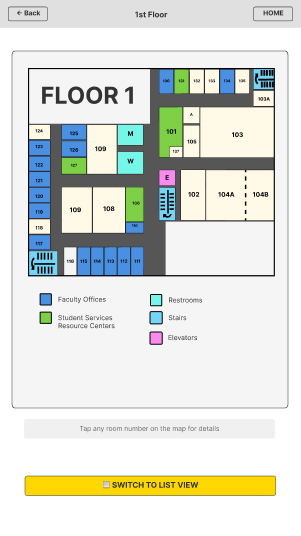 ← Back
1st Floor
HOME
FLOOR 1
130 131 132 133 134 135
103A
124 125 109 M 101 A 103
123 126 105
122 127 W 127
121 E
120 109 108 106 102 104A 104B
119
118 110
117
116 115 114 113 112 111
Faculty Offices
Restrooms
Student Services
Resource Centers
Stairs
Elevators
Tap any room number on the map for details
SWITCH TO LIST VIEW